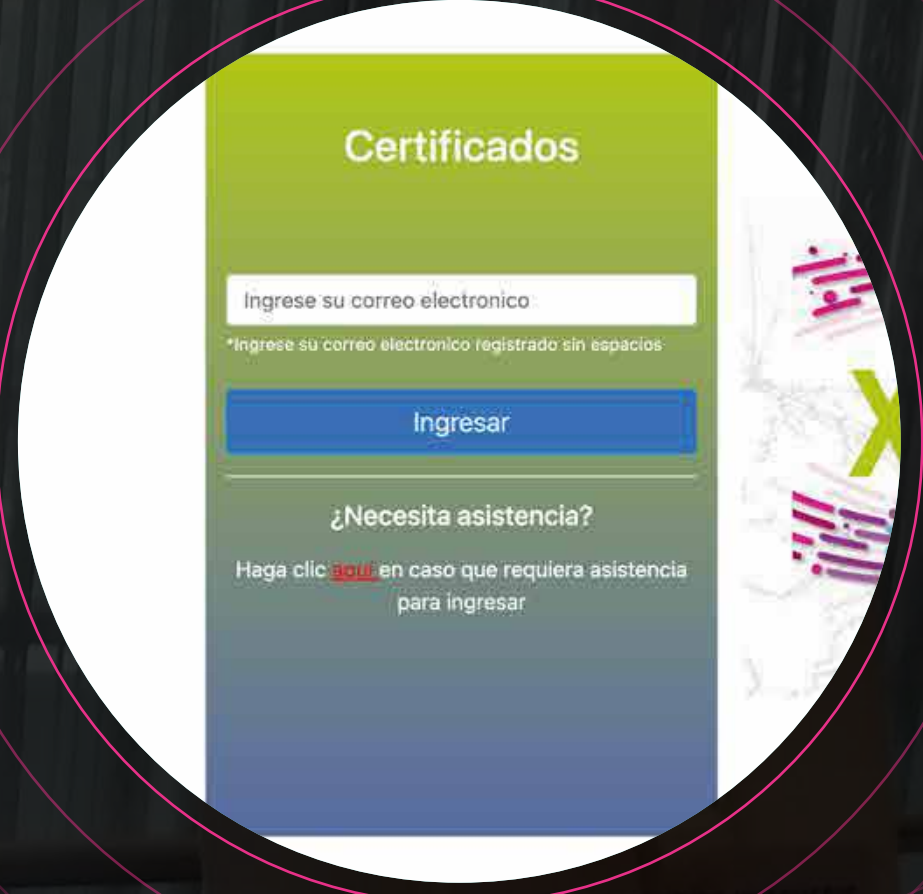 Certificados
Ingrese su correo electronico
*Ingrese su correo electronico registrado sin espacios
Ingresar
¿Necesita asistencia?
Haga clic aquí en caso que requiera asistencia
para ingresar
X